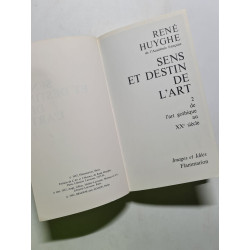 RENÉ
HUYGHE
de l'Académie française
SENS
ET DESTIN
DE
L'ART
2
de
l'art gothique
au
XXe siècle
Images et Idées
Flammarion